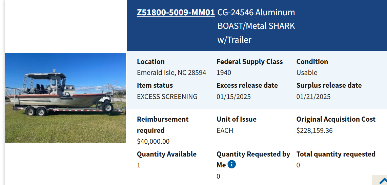 Z51800-5009-MM01 CG-24546 Aluminum
BOAST/Metal SHARK
w/Trailer
Location
Emerald Isle, NC 28594
Federal Supply Class
1940
Condition
Usable
Item status
EXCESS SCREENING
Excess release date
01/15/2025
Surplus release date
01/21/2025
Reimbursement
required
$40,000.00
Unit of Issue
EACH
Original Acquisition Cost
$228,159.36
Quantity Available
1
Quantity Requested by
Me
0
Total quantity requested
0